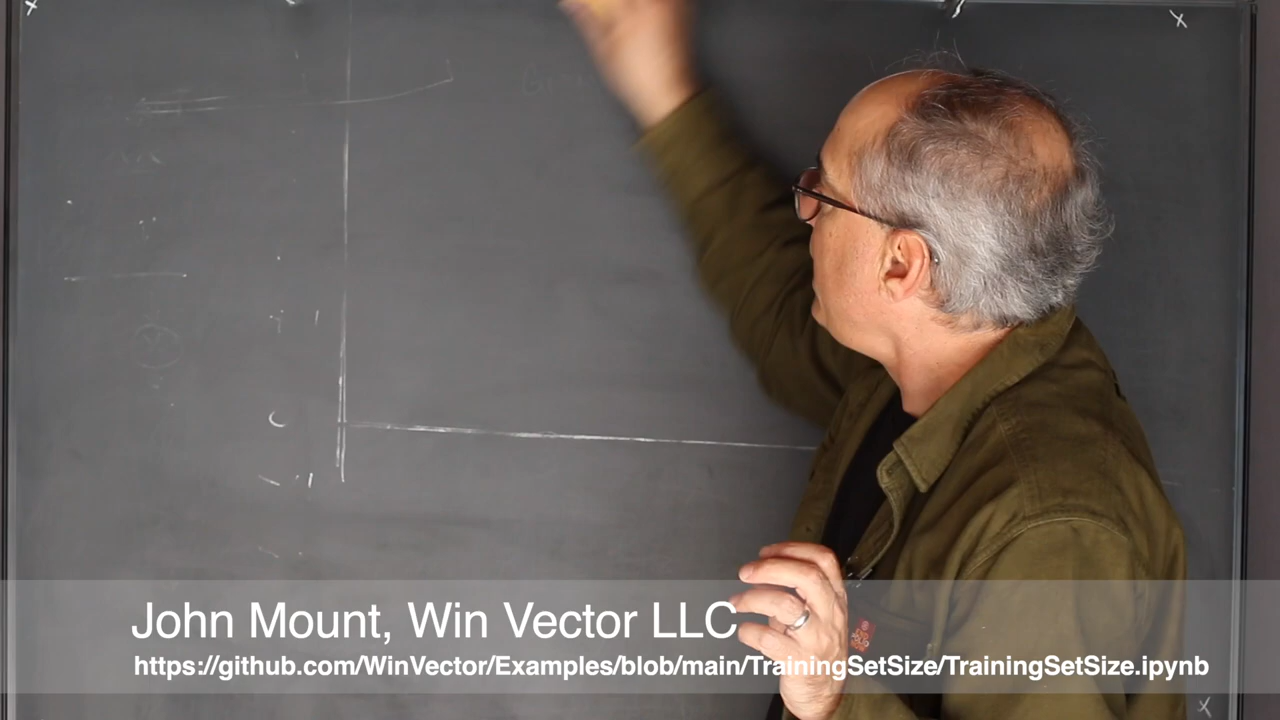 John Mount, Win Vector LLC
https://github.com/WinVector/Examples/blob/main/TrainingSetSize/TrainingSetSize.ipynb